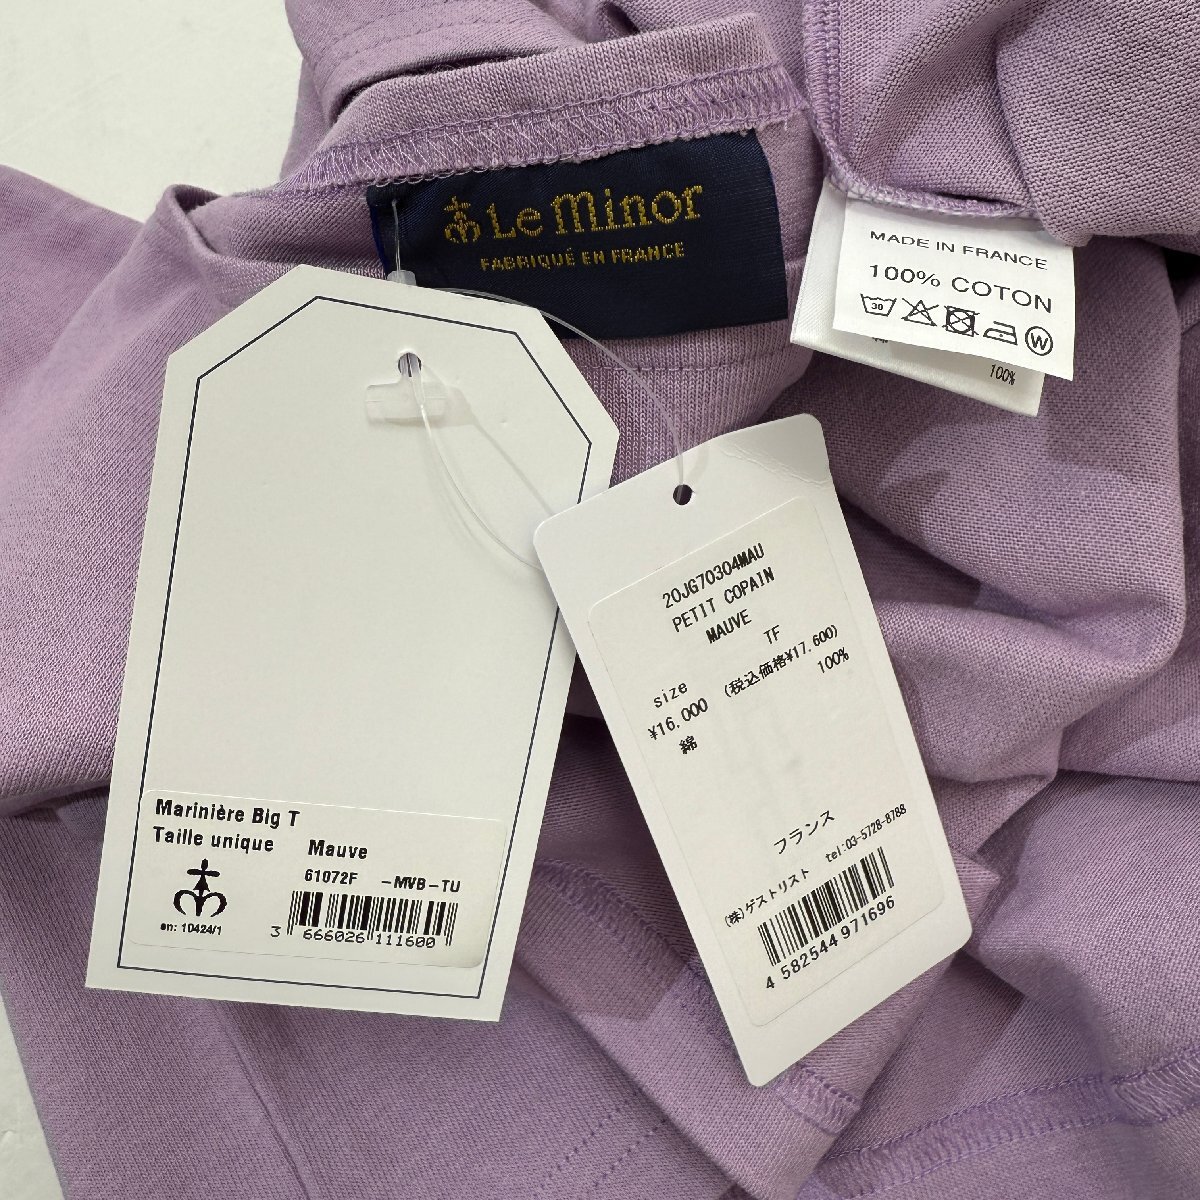 Le Minor
FABRIQUÉ EN FRANCE
MADE IN FRANCE
100% COTON
30
W
100%
Marinière Big T
Taille unique Mauve
61072F -MVB-TU
3 666026 111600
en: 10424/1
20JG70304MAU
PETIT COPAIN
MAUVE
size TF
¥16,000 (税込価格¥17,600)
綿 100%
フランス
(株)ゲストリスト tel:03-5728-8788
4 582544 971696